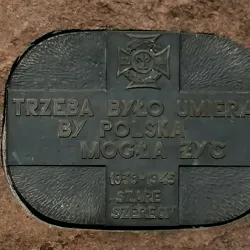 TRZEBA BYŁO UMIERA
BY POLSKA
MOGŁA ŻYĆ
1939-1945
SZARE
SZEREGI